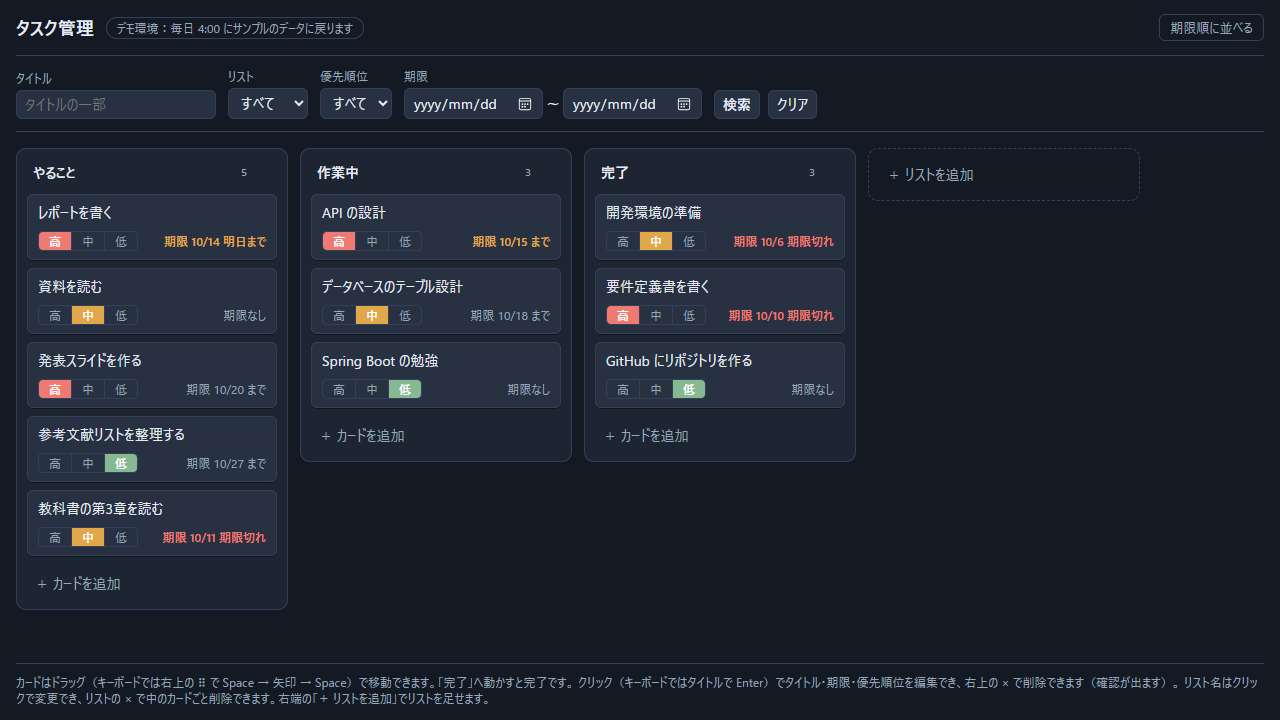 タスク管理
デモ環境：毎日 4:00 にサンプルのデータに戻ります
期限順に並べる
タイトル
リスト
優先順位
期限
タイトルの一部
すべて
すべて
yyyy/mm/dd
～
yyyy/mm/dd
検索
クリア
やること 5
レポートを書く
高 中 低 期限 10/14 明日まで
資料を読む
高 中 低 期限なし
発表スライドを作る
高 中 低 期限 10/20 まで
参考文献リストを整理する
高 中 低 期限 10/27 まで
教科書の第3章を読む
高 中 低 期限 10/11 期限切れ
＋ カードを追加
作業中 3
API の設計
高 中 低 期限 10/15 まで
データベースのテーブル設計
高 中 低 期限 10/18 まで
Spring Boot の勉強
高 中 低 期限なし
＋ カードを追加
完了 3
開発環境の準備
高 中 低 期限 10/6 期限切れ
要件定義書を書く
高 中 低 期限 10/10 期限切れ
GitHub にリポジトリを作る
高 中 低 期限なし
＋ カードを追加
＋ リストを追加
カードはドラッグ（キーボードでは右上の ⠿ で Space → 矢印 → Space）で移動できます。「完了」へ動かすと完了です。 クリック（キーボードではタイトルで Enter）でタイトル・期限・優先順位を編集でき、右上の × で削除できます（確認が出ます）。 リスト名はクリッ
クで変更でき、リストの × で中のカードごと削除できます。右端の「＋ リストを追加」でリストを足せます。